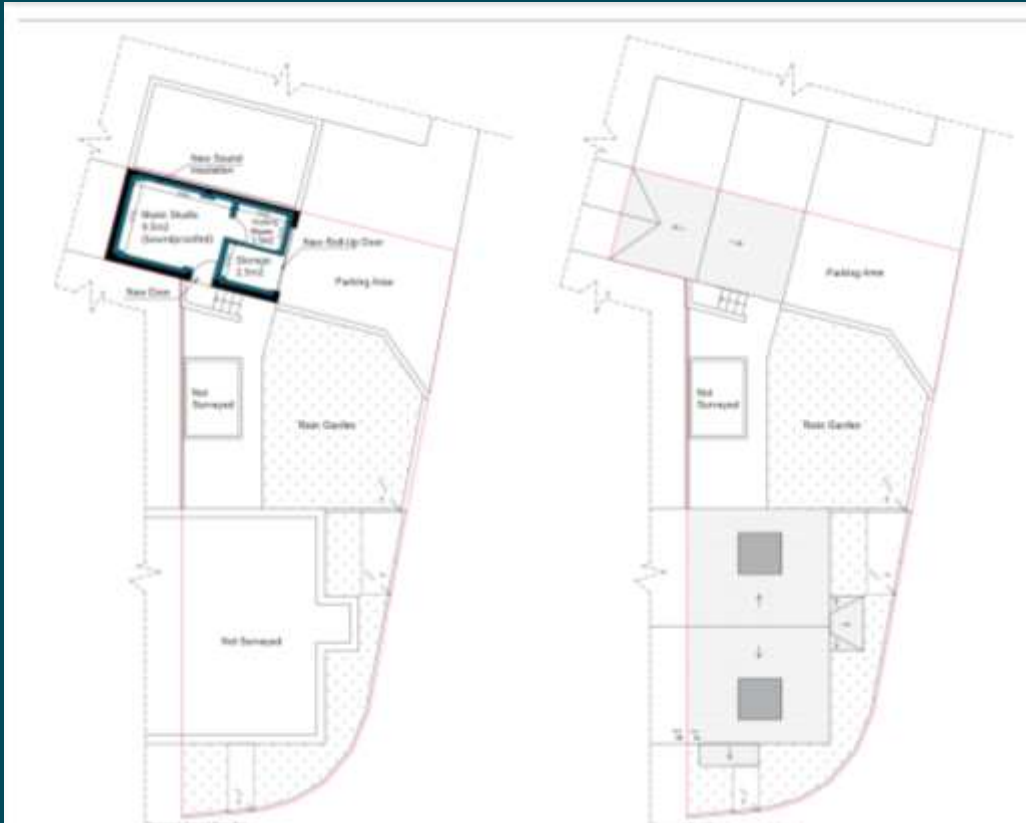 New Sound
Insulation
Music Studio
(soundproofed)
Storage
New Roll-Up Door
Parking Area
New Door
Not
Surveyed
Rear Garden
Not Surveyed
Parking Area
Not
Surveyed
Rear Garden